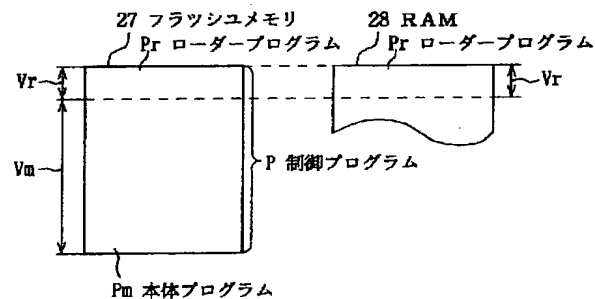 27 フラッシュメモリ
Pr ローダープログラム
28 RAM
Pr ローダープログラム
Vr
Vr
Vm
P 制御プログラム
Pm 本体プログラム